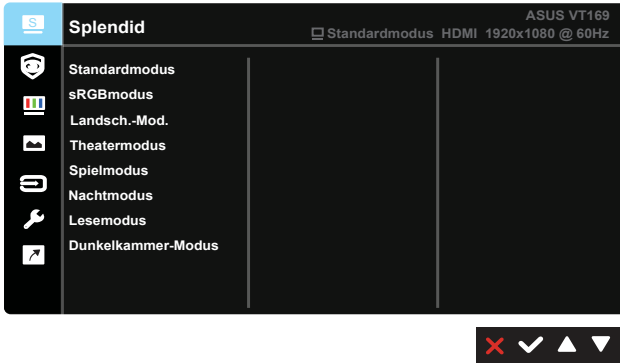 S
Splendid
ASUS VT169
Standardmodus HDMI 1920x1080 @ 60Hz
Standardmodus
sRGBmodus
Landsch.-Mod.
Theatermodus
Spielmodus
Nachtmodus
Lesemodus
Dunkelkammer-Modus